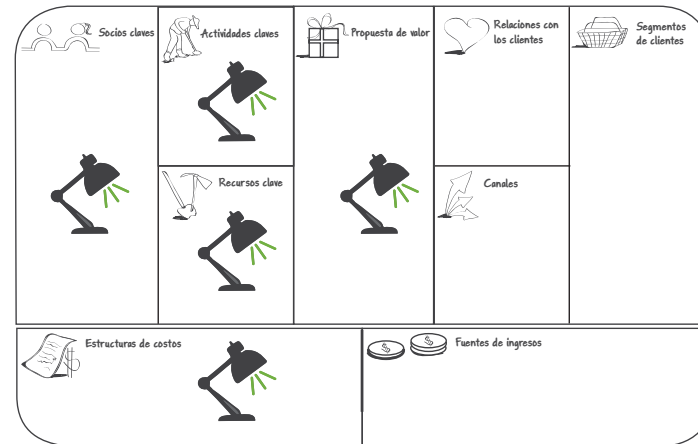 Socios claves
Actividades claves
Propuesta de valor
Relaciones con
los clientes
Segmentos
de clientes
Recursos clave
Canales
Estructuras de costos
Fuentes de ingresos
$
$